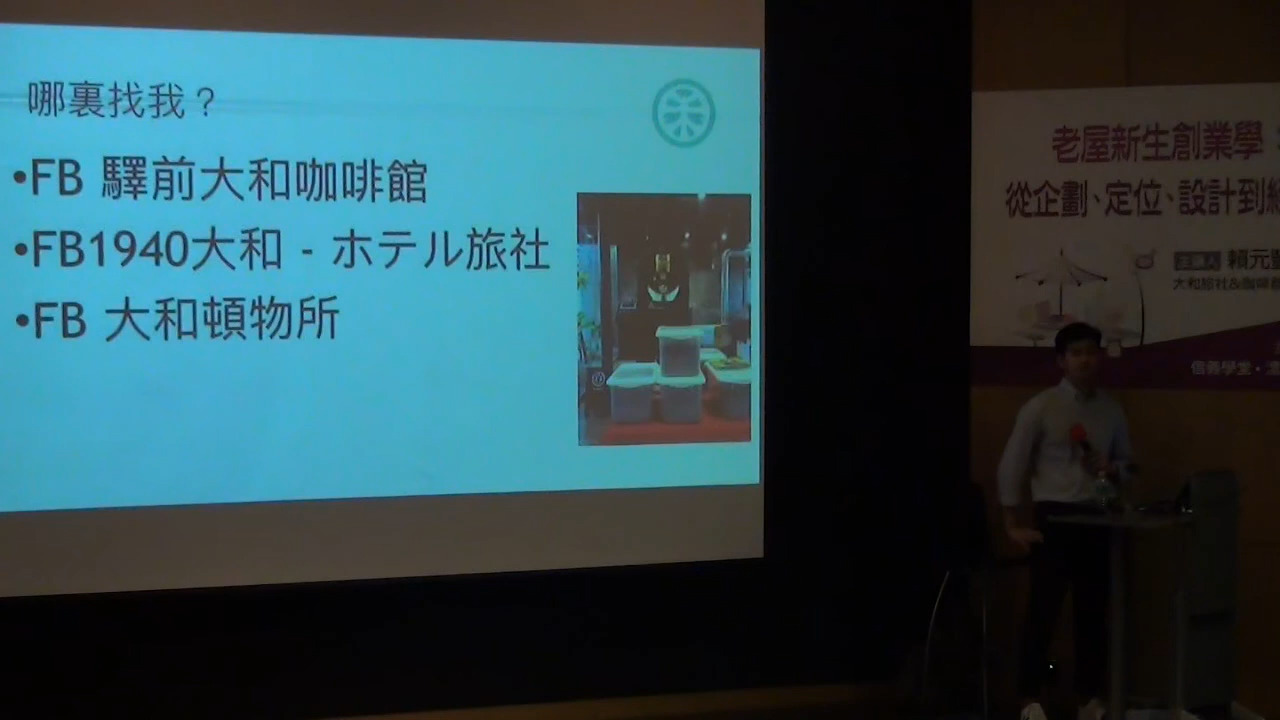 哪裏找我？
•FB 驛前大和咖啡館
•FB1940大和 - ホテル旅社
•FB 大和頓物所
老屋新生創業學
從企劃、定位、設計到
主講人 賴元
大和旅社&咖啡
信義學堂・